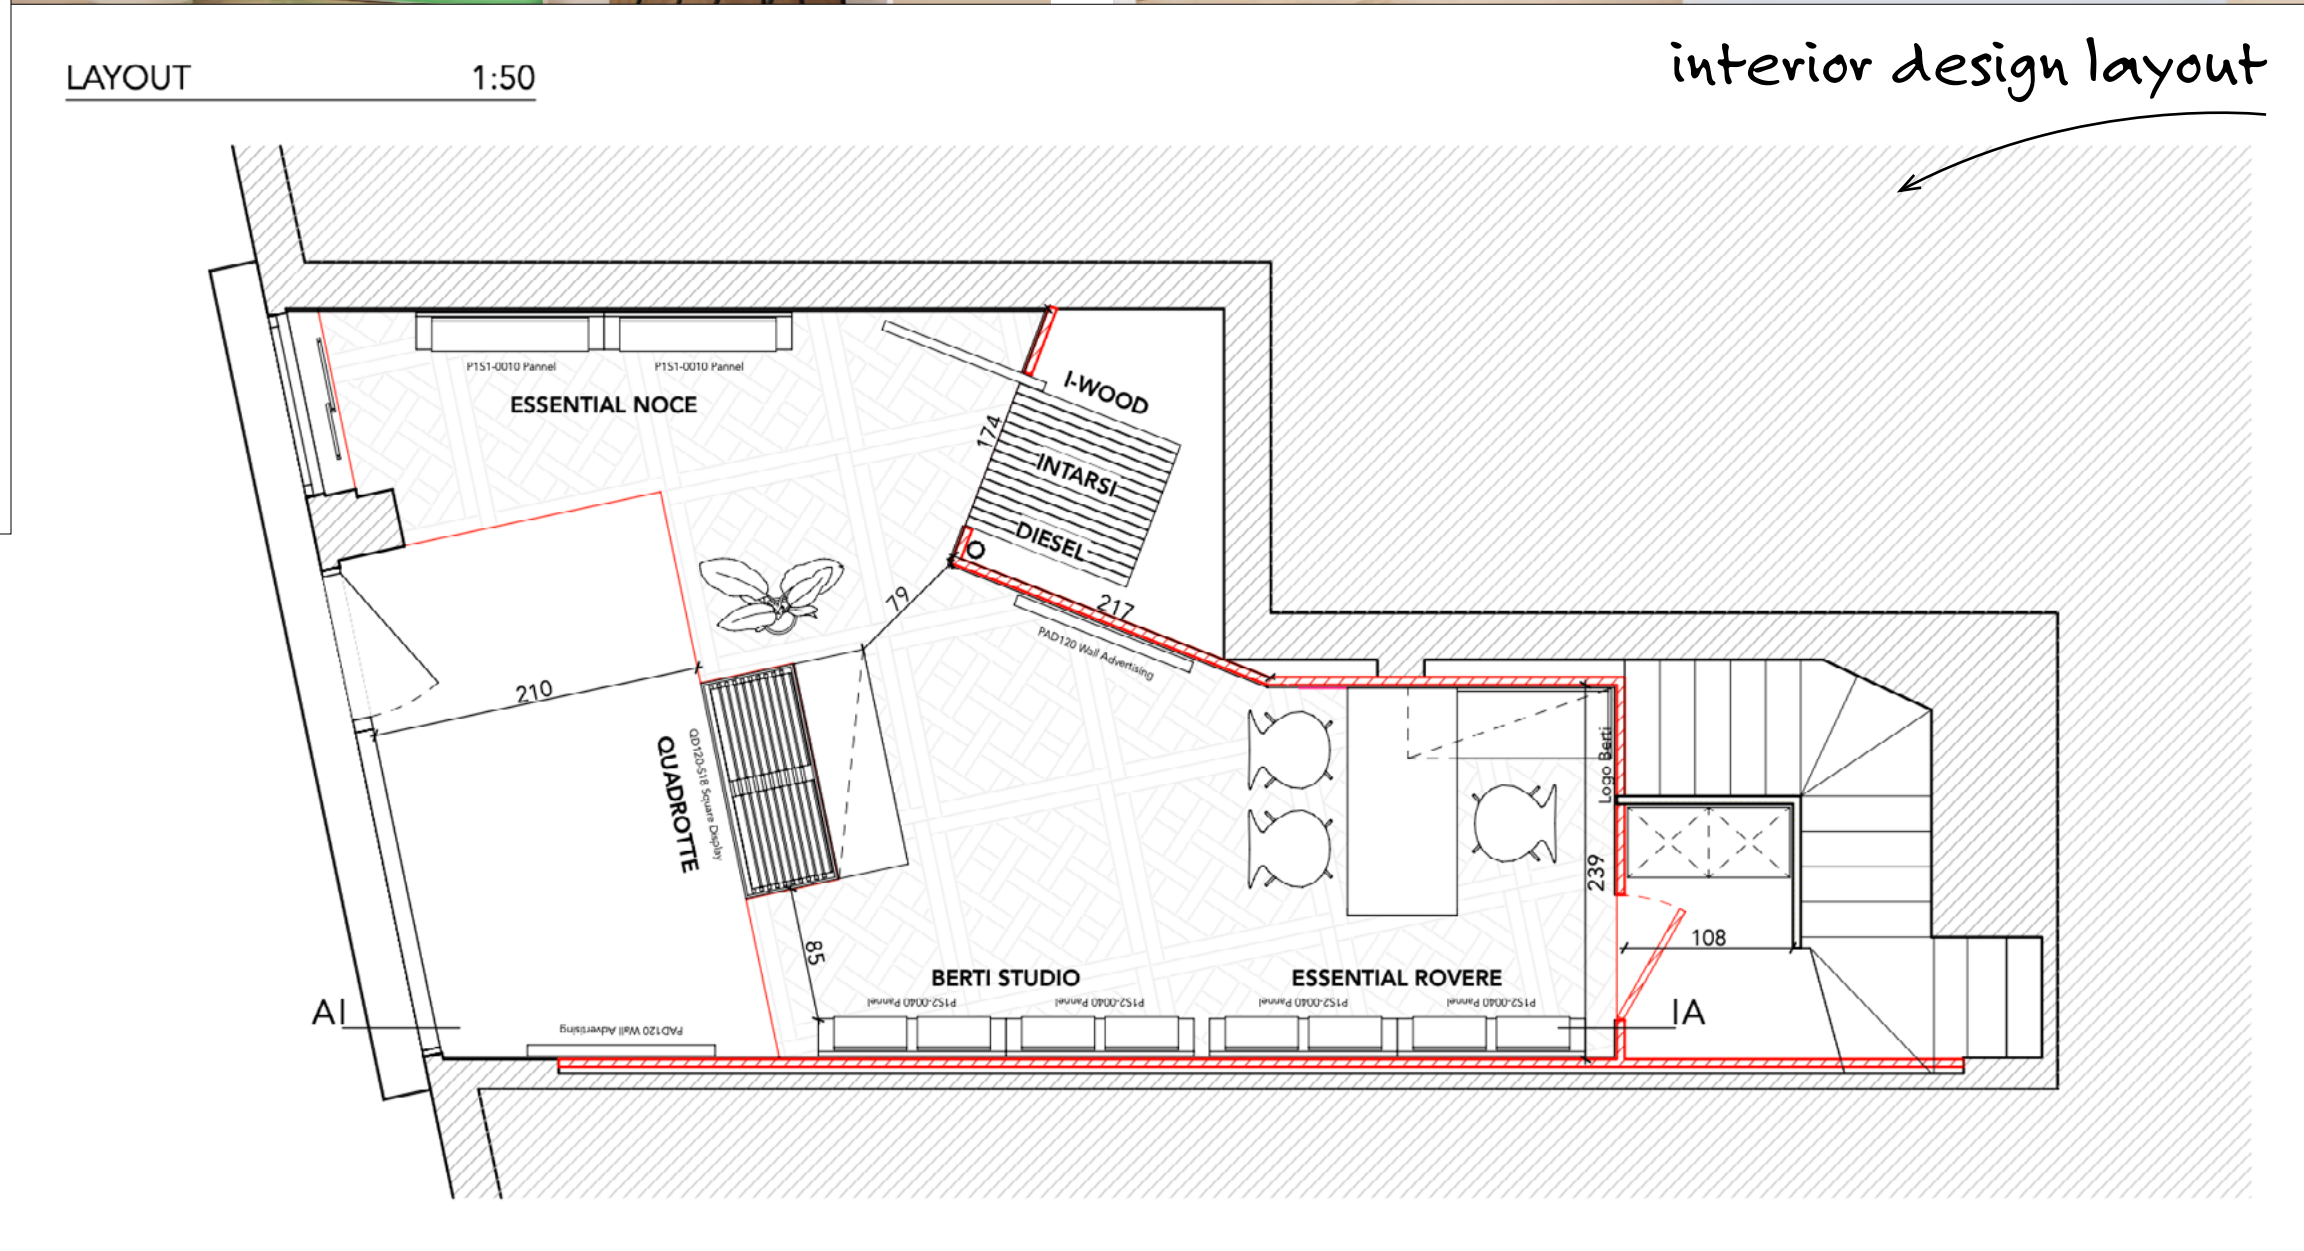 LAYOUT 1:50
interior design layout
P1S1-0010 Pannel
P1S1-0010 Pannel
ESSENTIAL NOCE
I-WOOD
174
INTARSI
DIESEL
79
217
PAD120 Wall Advertising
210
QD120-S18 Square Display
QUADROTTE
Logo Berti
239
85
108
BERTI STUDIO
ESSENTIAL ROVERE
P1S2-0040 Pannel
P1S2-0040 Pannel
P1S2-0040 Pannel
P1S2-0040 Pannel
AI
IA
PAD120 Wall Advertising